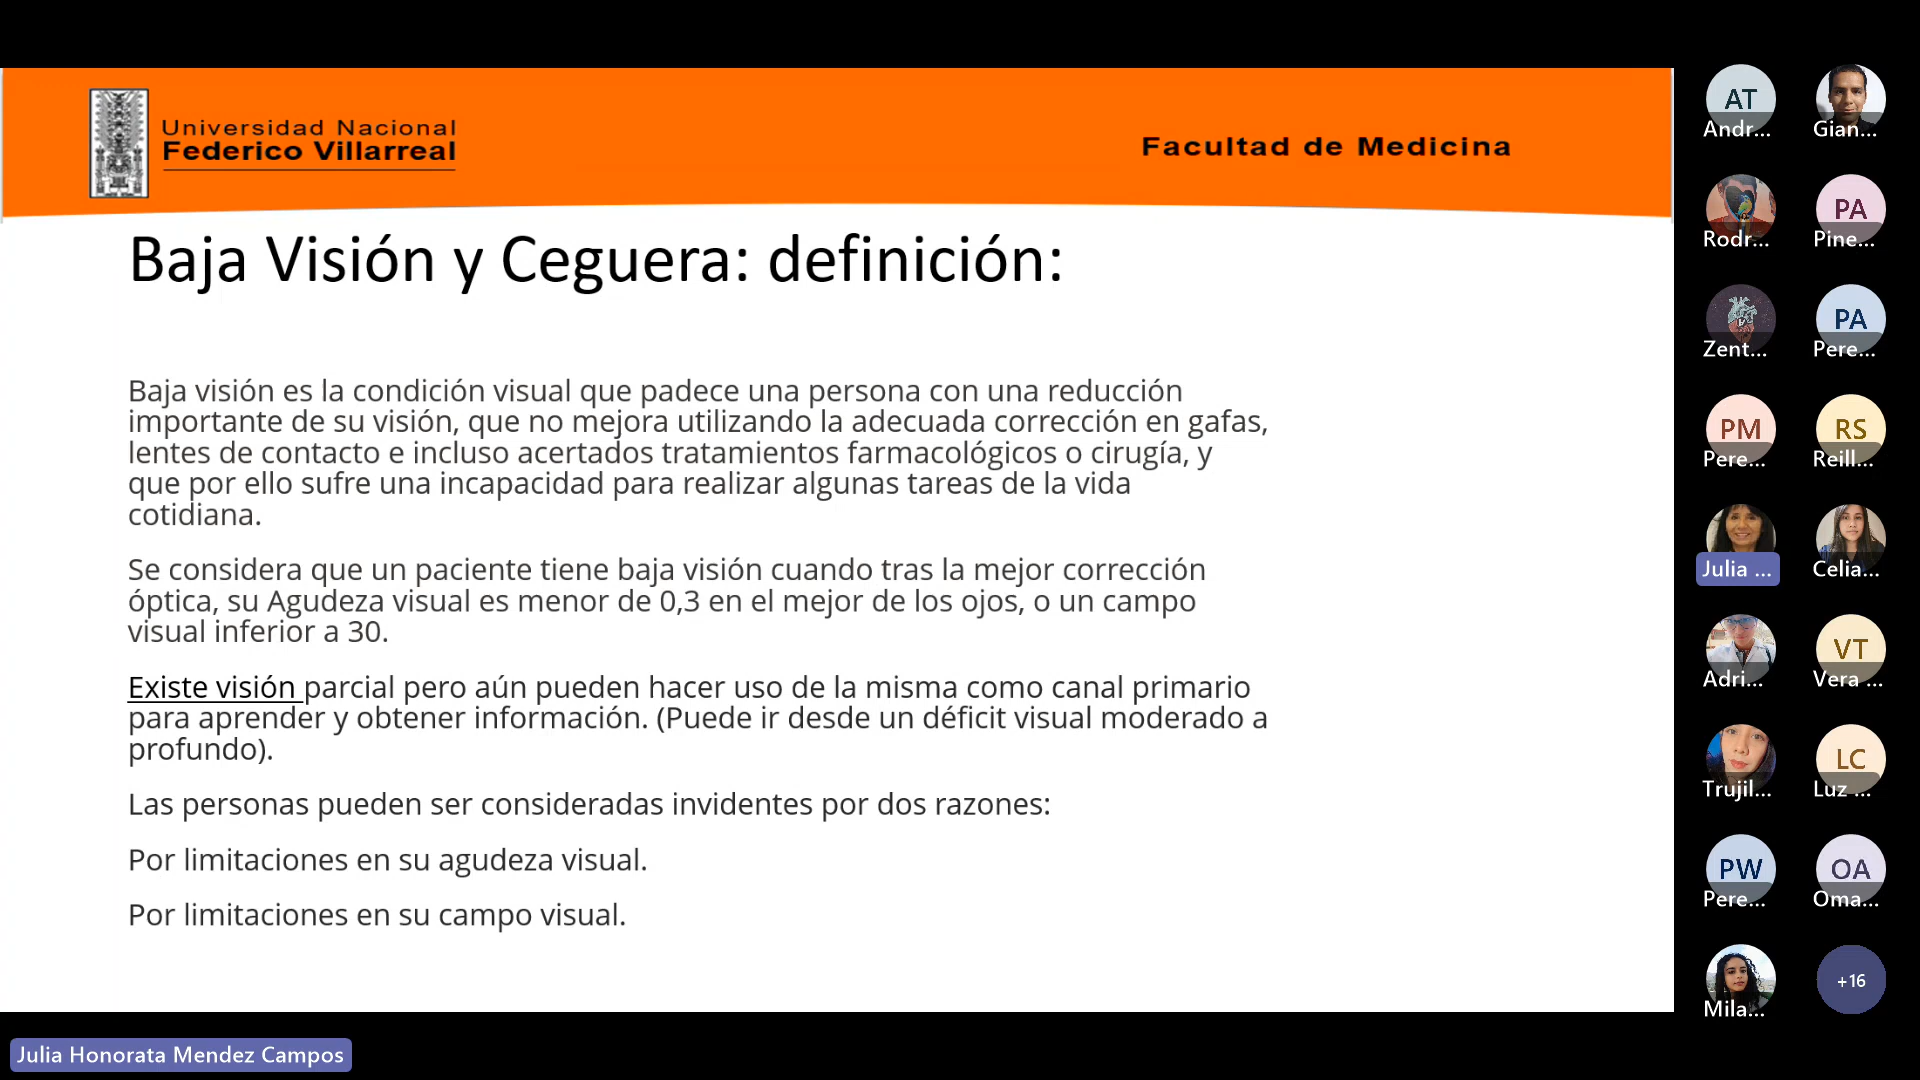 Universidad Nacional
Federico Villarreal
Facultad de Medicina
Baja Visión y Ceguera: definición:
Baja visión es la condición visual que padece una persona con una reducción
importante de su visión, que no mejora utilizando la adecuada corrección en gafas,
lentes de contacto e incluso acertados tratamientos farmacológicos o cirugía, y
que por ello sufre una incapacidad para realizar algunas tareas de la vida
cotidiana.
Se considera que un paciente tiene baja visión cuando tras la mejor corrección
óptica, su Agudeza visual es menor de 0,3 en el mejor de los ojos, o un campo
visual inferior a 30.
Existe visión parcial pero aún pueden hacer uso de la misma como canal primario
para aprender y obtener información. (Puede ir desde un déficit visual moderado a
profundo).
Las personas pueden ser consideradas invidentes por dos razones:
Por limitaciones en su agudeza visual.
Por limitaciones en su campo visual.
AT
Andr...
Gian...
Rodr...
PA
Pine...
Zent...
PA
Pere...
PM
Pere...
RS
Reill...
Julia ...
Celia...
Adri...
VT
Vera ...
Trujil...
LC
Luz ...
PW
Pere...
OA
Oma...
Mila...
+16
Julia Honorata Mendez Campos